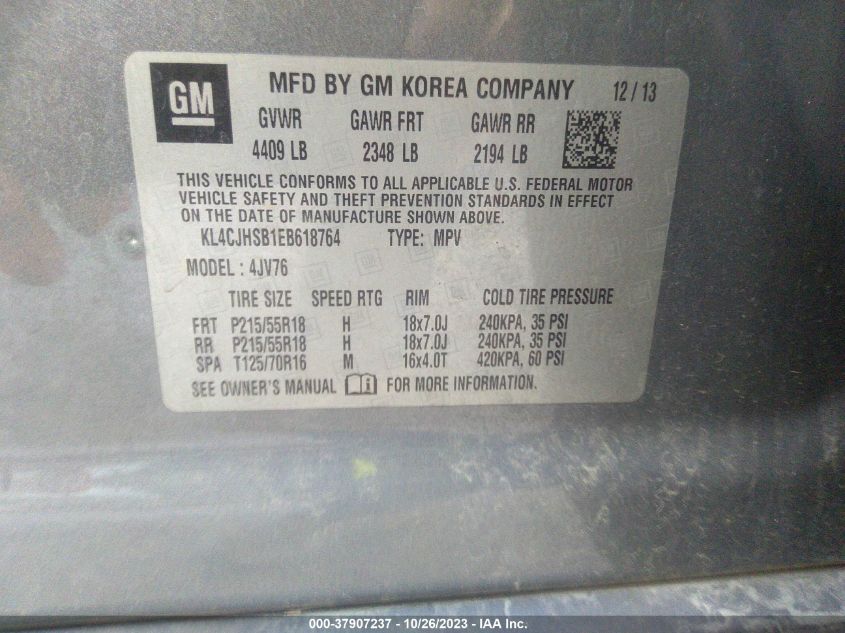 GM MFD BY GM KOREA COMPANY 12/13
GVWR GAWR FRT GAWR RR
4409 LB 2348 LB 2194 LB
THIS VEHICLE CONFORMS TO ALL APPLICABLE U.S. FEDERAL MOTOR
VEHICLE SAFETY AND THEFT PREVENTION STANDARDS IN EFFECT
ON THE DATE OF MANUFACTURE SHOWN ABOVE.
KL4CJHSB1EB618764 TYPE: MPV
MODEL : 4JV76
TIRE SIZE SPEED RTG RIM COLD TIRE PRESSURE
FRT P215/55R18 H 18x7.0J 240KPA, 35 PSI
RR P215/55R18 H 18x7.0J 240KPA, 35 PSI
SPA T125/70R16 M 16x4.0T 420KPA, 60 PSI
SEE OWNER'S MANUAL FOR MORE INFORMATION.
000-37907237 - 10/26/2023 - IAA Inc.